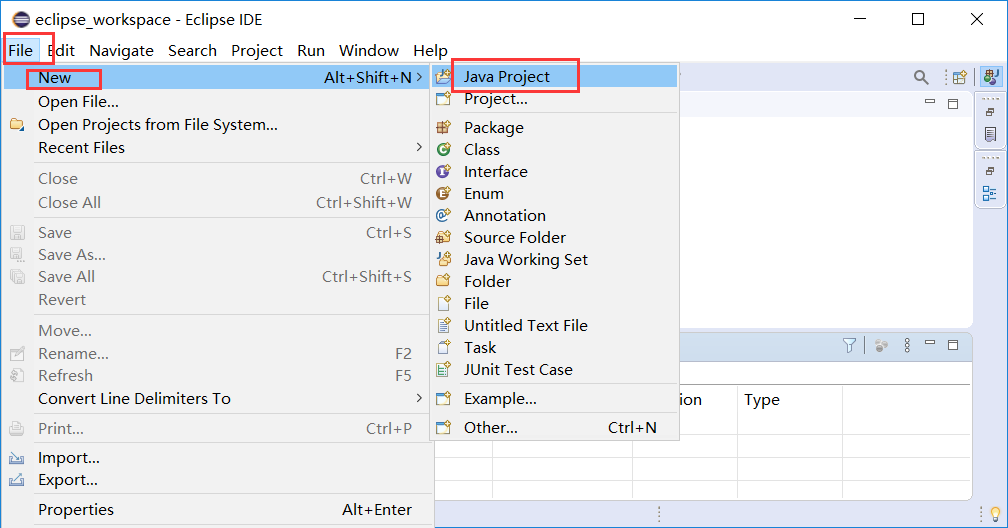 eclipse_workspace - Eclipse IDE
File Edit Navigate Search Project Run Window Help
New Alt+Shift+N >
Open File...
Open Projects from File System...
Recent Files >
Close Ctrl+W
Close All Ctrl+Shift+W
Save Ctrl+S
Save As...
Save All Ctrl+Shift+S
Revert
Move...
Rename... F2
Refresh F5
Convert Line Delimiters To >
Print... Ctrl+P
Import...
Export...
Properties Alt+Enter
Java Project
Project...
Package
Class
Interface
Enum
Annotation
Source Folder
Java Working Set
Folder
File
Untitled Text File
Task
JUnit Test Case
Example...
Other... Ctrl+N
Type